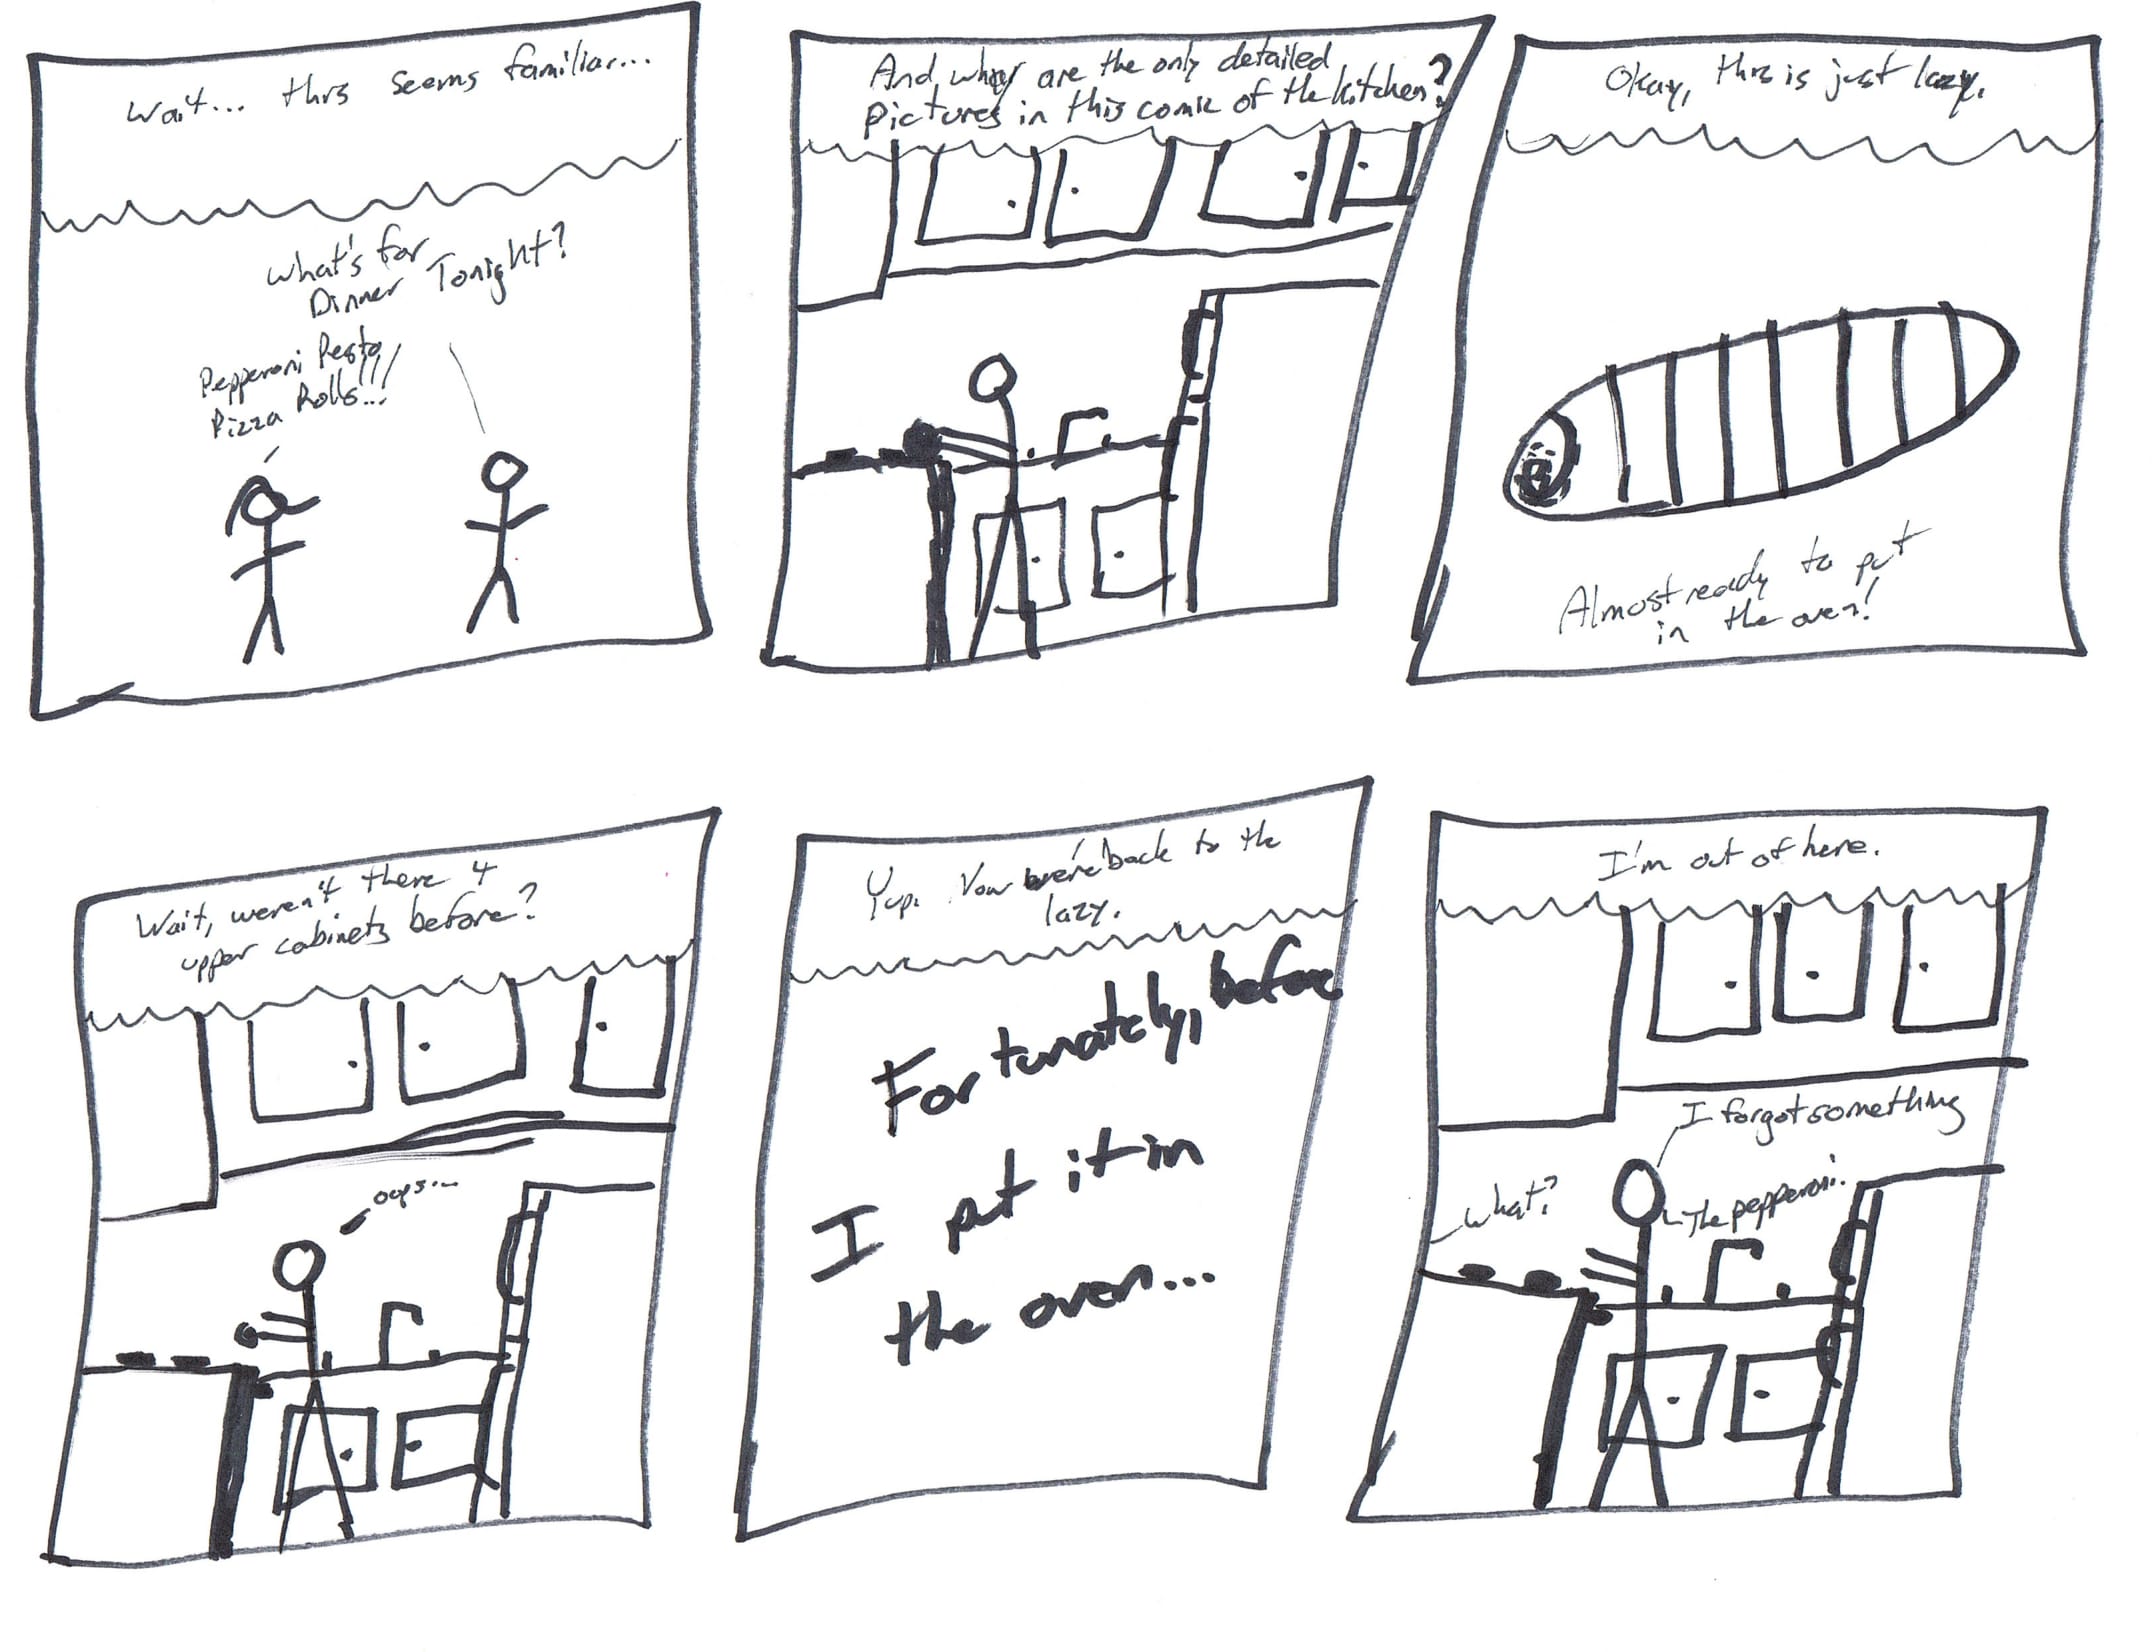 Wait... this seems familiar...
What's for
Dinner Tonight?
Pepperoni Pesto
Pizza Rolls!!!
And why are the only detailed
pictures in this comic of the kitchen?
Okay, this is just lazy.
Almost ready to put
in the oven!
Wait, weren't there 4
upper cabinets before?
oops...
Yup. Now we're back to the
lazy.
Fortunately, before
I put it in
the oven...
I'm out of here.
I forgot something
What?
The pepperoni.